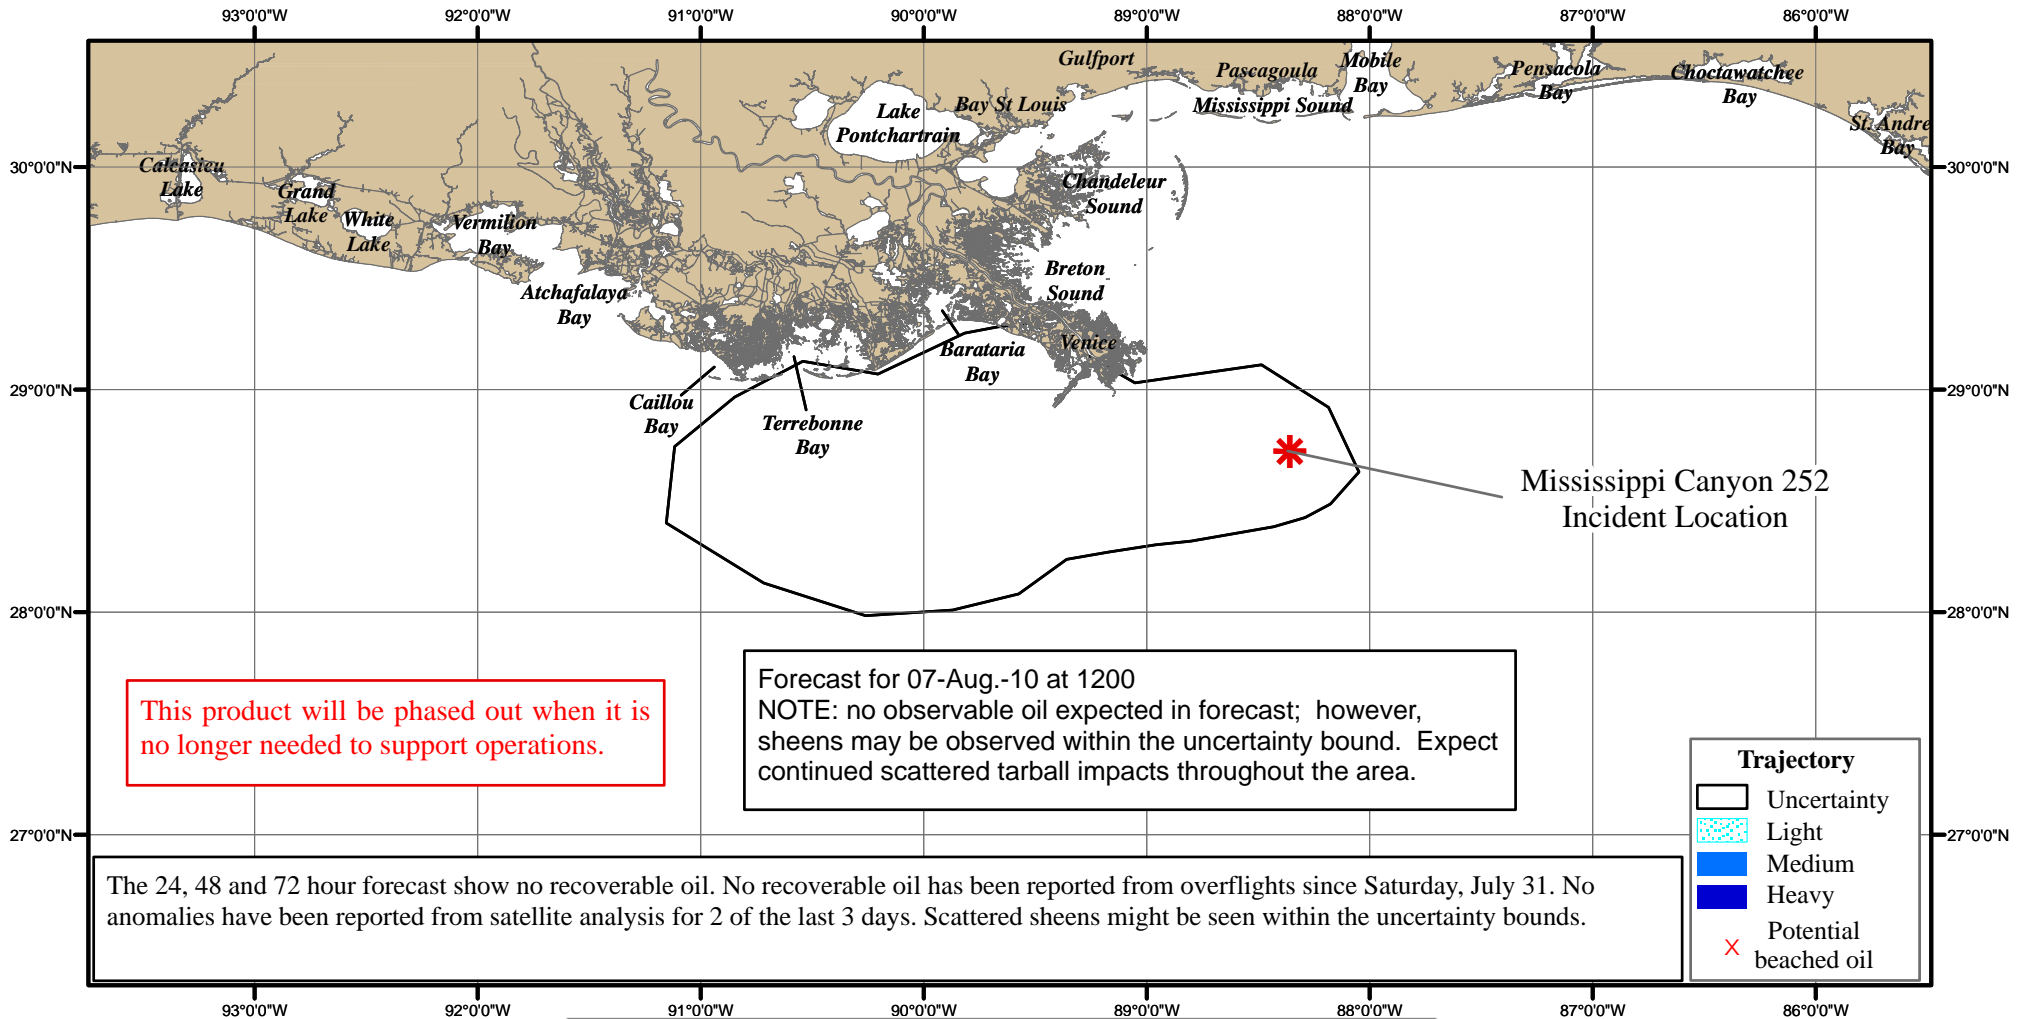 93°0'0"W 92°0'0"W 91°0'0"W 90°0'0"W 89°0'0"W 88°0'0"W 87°0'0"W 86°0'0"W
Gulfport
Pascagoula
Mobile
Bay
Pensacola
Bay
Choctawatchee
Bay
St. Andre
Bay
Mississippi Sound
Bay St Louis
Lake
Pontchartrain
30°0'0"N
30°0'0"N
Calcasieu
Lake
Grand
Lake
White
Lake
Vermilion
Bay
Atchafalaya
Bay
Chandeleur
Sound
Breton
Sound
Venice
Barataria
Bay
29°0'0"N
29°0'0"N
Caillou
Bay
Terrebonne
Bay
Mississippi Canyon 252
Incident Location
28°0'0"N
28°0'0"N
This product will be phased out when it is
no longer needed to support operations.
Forecast for 07-Aug.-10 at 1200
NOTE: no observable oil expected in forecast; however,
sheens may be observed within the uncertainty bound. Expect
continued scattered tarball impacts throughout the area.
27°0'0"N
27°0'0"N
Trajectory
Uncertainty
Light
Medium
Heavy
Potential
beached oil
The 24, 48 and 72 hour forecast show no recoverable oil. No recoverable oil has been reported from overflights since Saturday, July 31. No
anomalies have been reported from satellite analysis for 2 of the last 3 days. Scattered sheens might be seen within the uncertainty bounds.
93°0'0"W 92°0'0"W 91°0'0"W 90°0'0"W 89°0'0"W 88°0'0"W 87°0'0"W 86°0'0"W